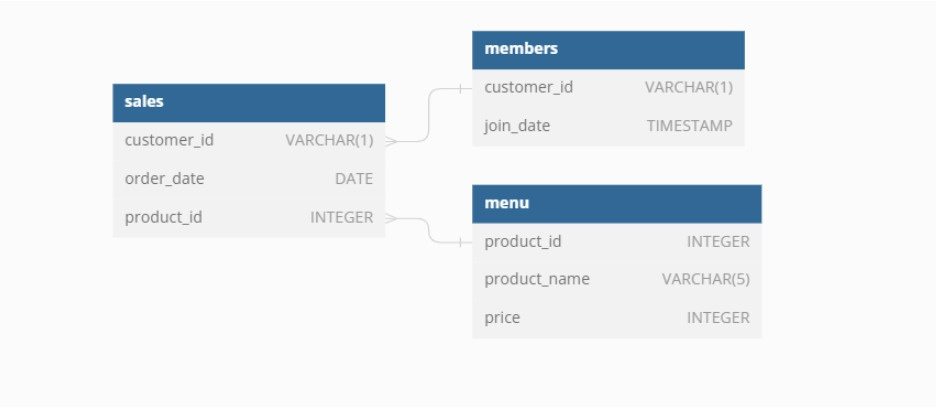 sales
customer_id VARCHAR(1)
order_date DATE
product_id INTEGER
members
customer_id VARCHAR(1)
join_date TIMESTAMP
menu
product_id INTEGER
product_name VARCHAR(5)
price INTEGER